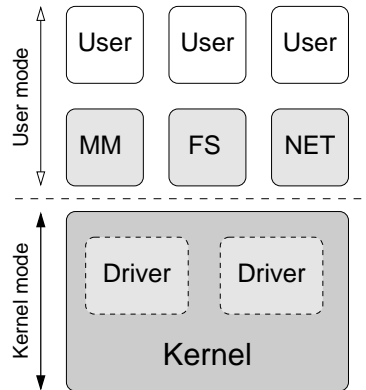 User mode
User User User
MM FS NET
Kernel mode
Driver Driver
Kernel